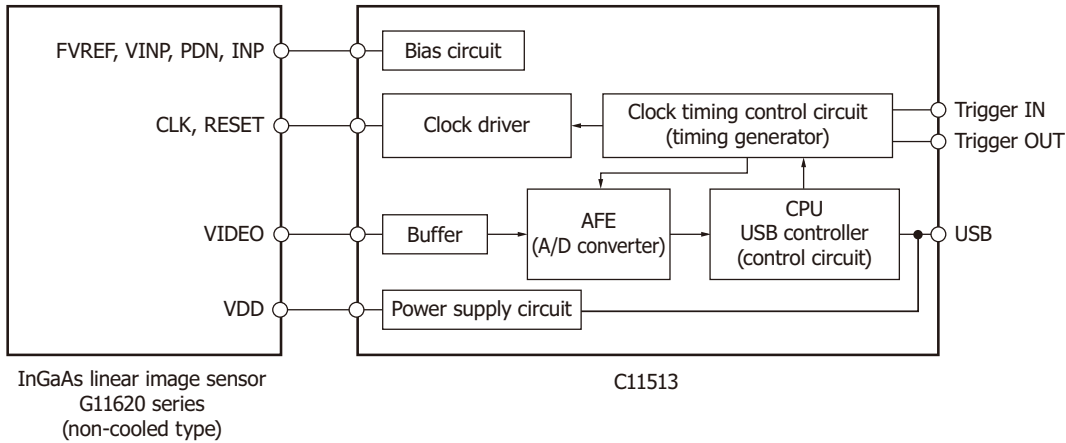 FVREF, VINP, PDN, INP
Bias circuit
CLK, RESET
Clock driver
Clock timing control circuit
(timing generator)
Trigger IN
Trigger OUT
VIDEO
Buffer
AFE
(A/D converter)
CPU
USB controller
(control circuit)
USB
VDD
Power supply circuit
InGaAs linear image sensor
G11620 series
(non-cooled type)
C11513